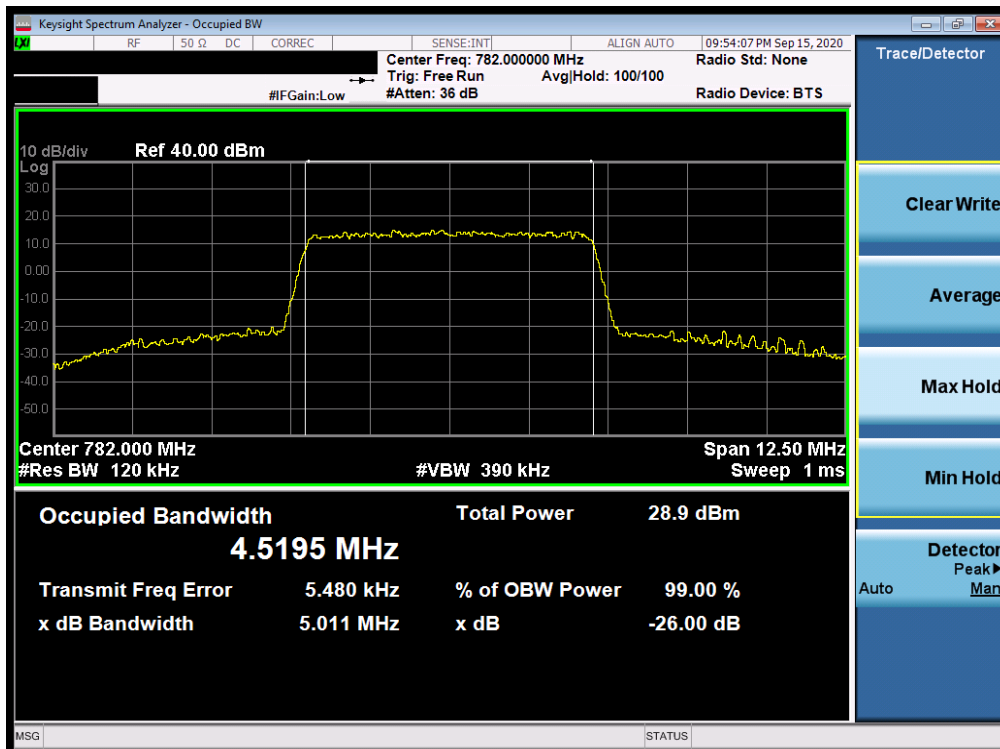 Keysight Spectrum Analyzer - Occupied BW
LXI RF 50 Ω DC CORREC SENSE:INT ALIGN AUTO 09:54:07 PM Sep 15, 2020
Center Freq: 782.000000 MHz Radio Std: None
Trig: Free Run Avg|Hold: 100/100
#IFGain:Low #Atten: 36 dB Radio Device: BTS
Trace/Detector
10 dB/div Ref 40.00 dBm
Log
30.0
20.0
10.0
0.00
-10.0
-20.0
-30.0
-40.0
-50.0
Center 782.000 MHz Span 12.50 MHz
#Res BW 120 kHz #VBW 390 kHz Sweep 1 ms
Occupied Bandwidth Total Power 28.9 dBm
4.5195 MHz
Transmit Freq Error 5.480 kHz % of OBW Power 99.00 %
x dB Bandwidth 5.011 MHz x dB -26.00 dB
Clear Write
Average
Max Hold
Min Hold
Detector
Peak▶
Auto Man
MSG STATUS